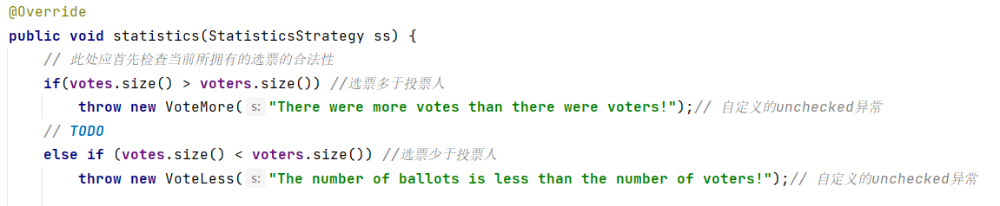 @Override
public void statistics(StatisticsStrategy ss) {
    // 此处应首先检查当前所拥有的选票的合法性
    if(votes.size() > voters.size()) //选票多于投票人
        throw new VoteMore( s: "There were more votes than there were voters!");// 自定义的unchecked异常
    // TODO
    else if (votes.size() < voters.size()) //选票少于投票人
        throw new VoteLess( s: "The number of ballots is less than the number of voters!");// 自定义的unchecked异常